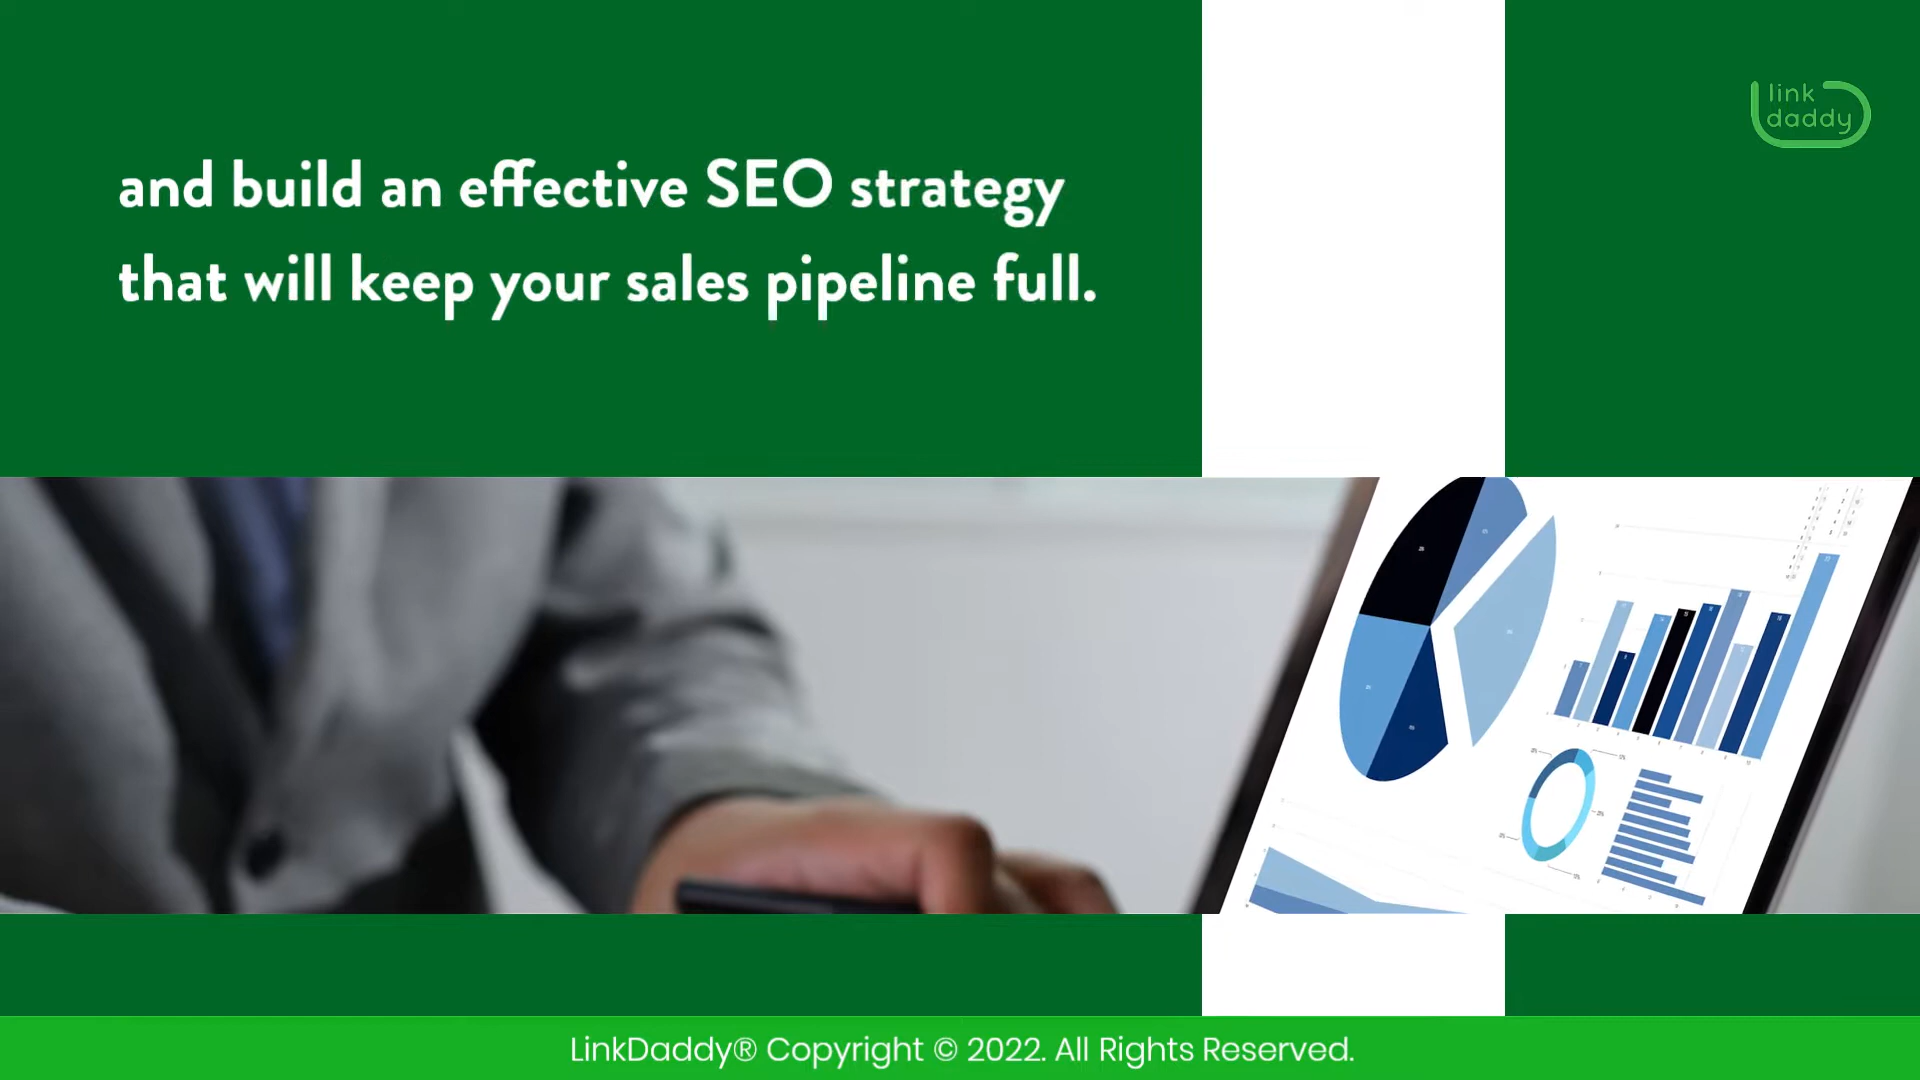 link
daddy
and build an effective SEO strategy
that will keep your sales pipeline full.
LinkDaddy® Copyright © 2022. All Rights Reserved.